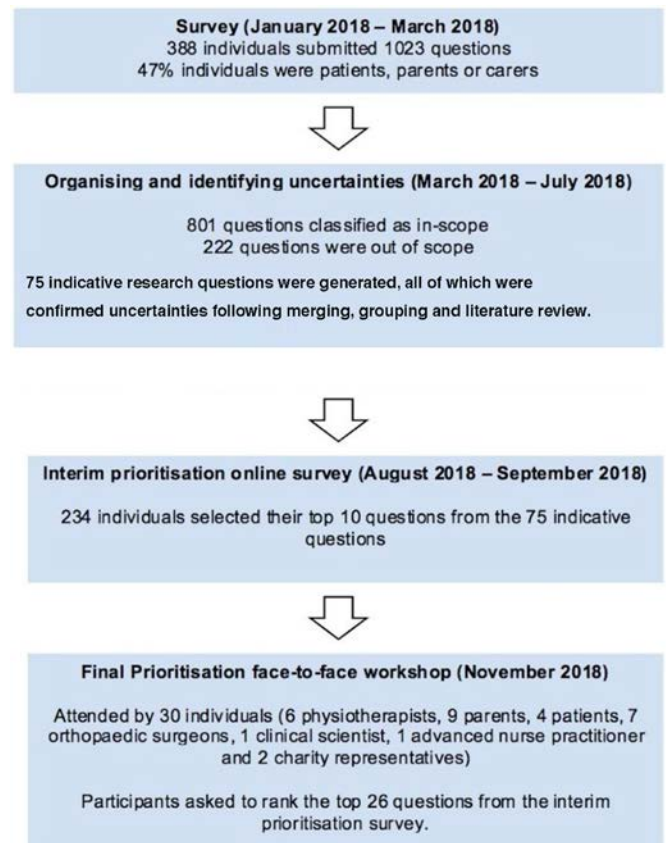 Survey (January 2018 – March 2018)
388 individuals submitted 1023 questions
47% individuals were patients, parents or carers
Organising and identifying uncertainties (March 2018 – July 2018)
801 questions classified as in-scope
222 questions were out of scope
75 indicative research questions were generated, all of which were
confirmed uncertainties following merging, grouping and literature review.
Interim prioritisation online survey (August 2018 – September 2018)
234 individuals selected their top 10 questions from the 75 indicative
questions
Final Prioritisation face-to-face workshop (November 2018)
Attended by 30 individuals (6 physiotherapists, 9 parents, 4 patients, 7
orthopaedic surgeons, 1 clinical scientist, 1 advanced nurse practitioner
and 2 charity representatives)
Participants asked to rank the top 26 questions from the interim
prioritisation survey.